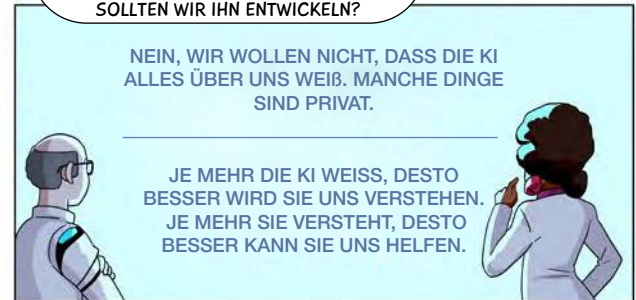 SOLLTEN WIR IHN ENTWICKELN?
NEIN, WIR WOLLEN NICHT, DASS DIE KI
ALLES ÜBER UNS WEIß. MANCHE DINGE
SIND PRIVAT.
JE MEHR DIE KI WEISS, DESTO
BESSER WIRD SIE UNS VERSTEHEN.
JE MEHR SIE VERSTEHT, DESTO
BESSER KANN SIE UNS HELFEN.